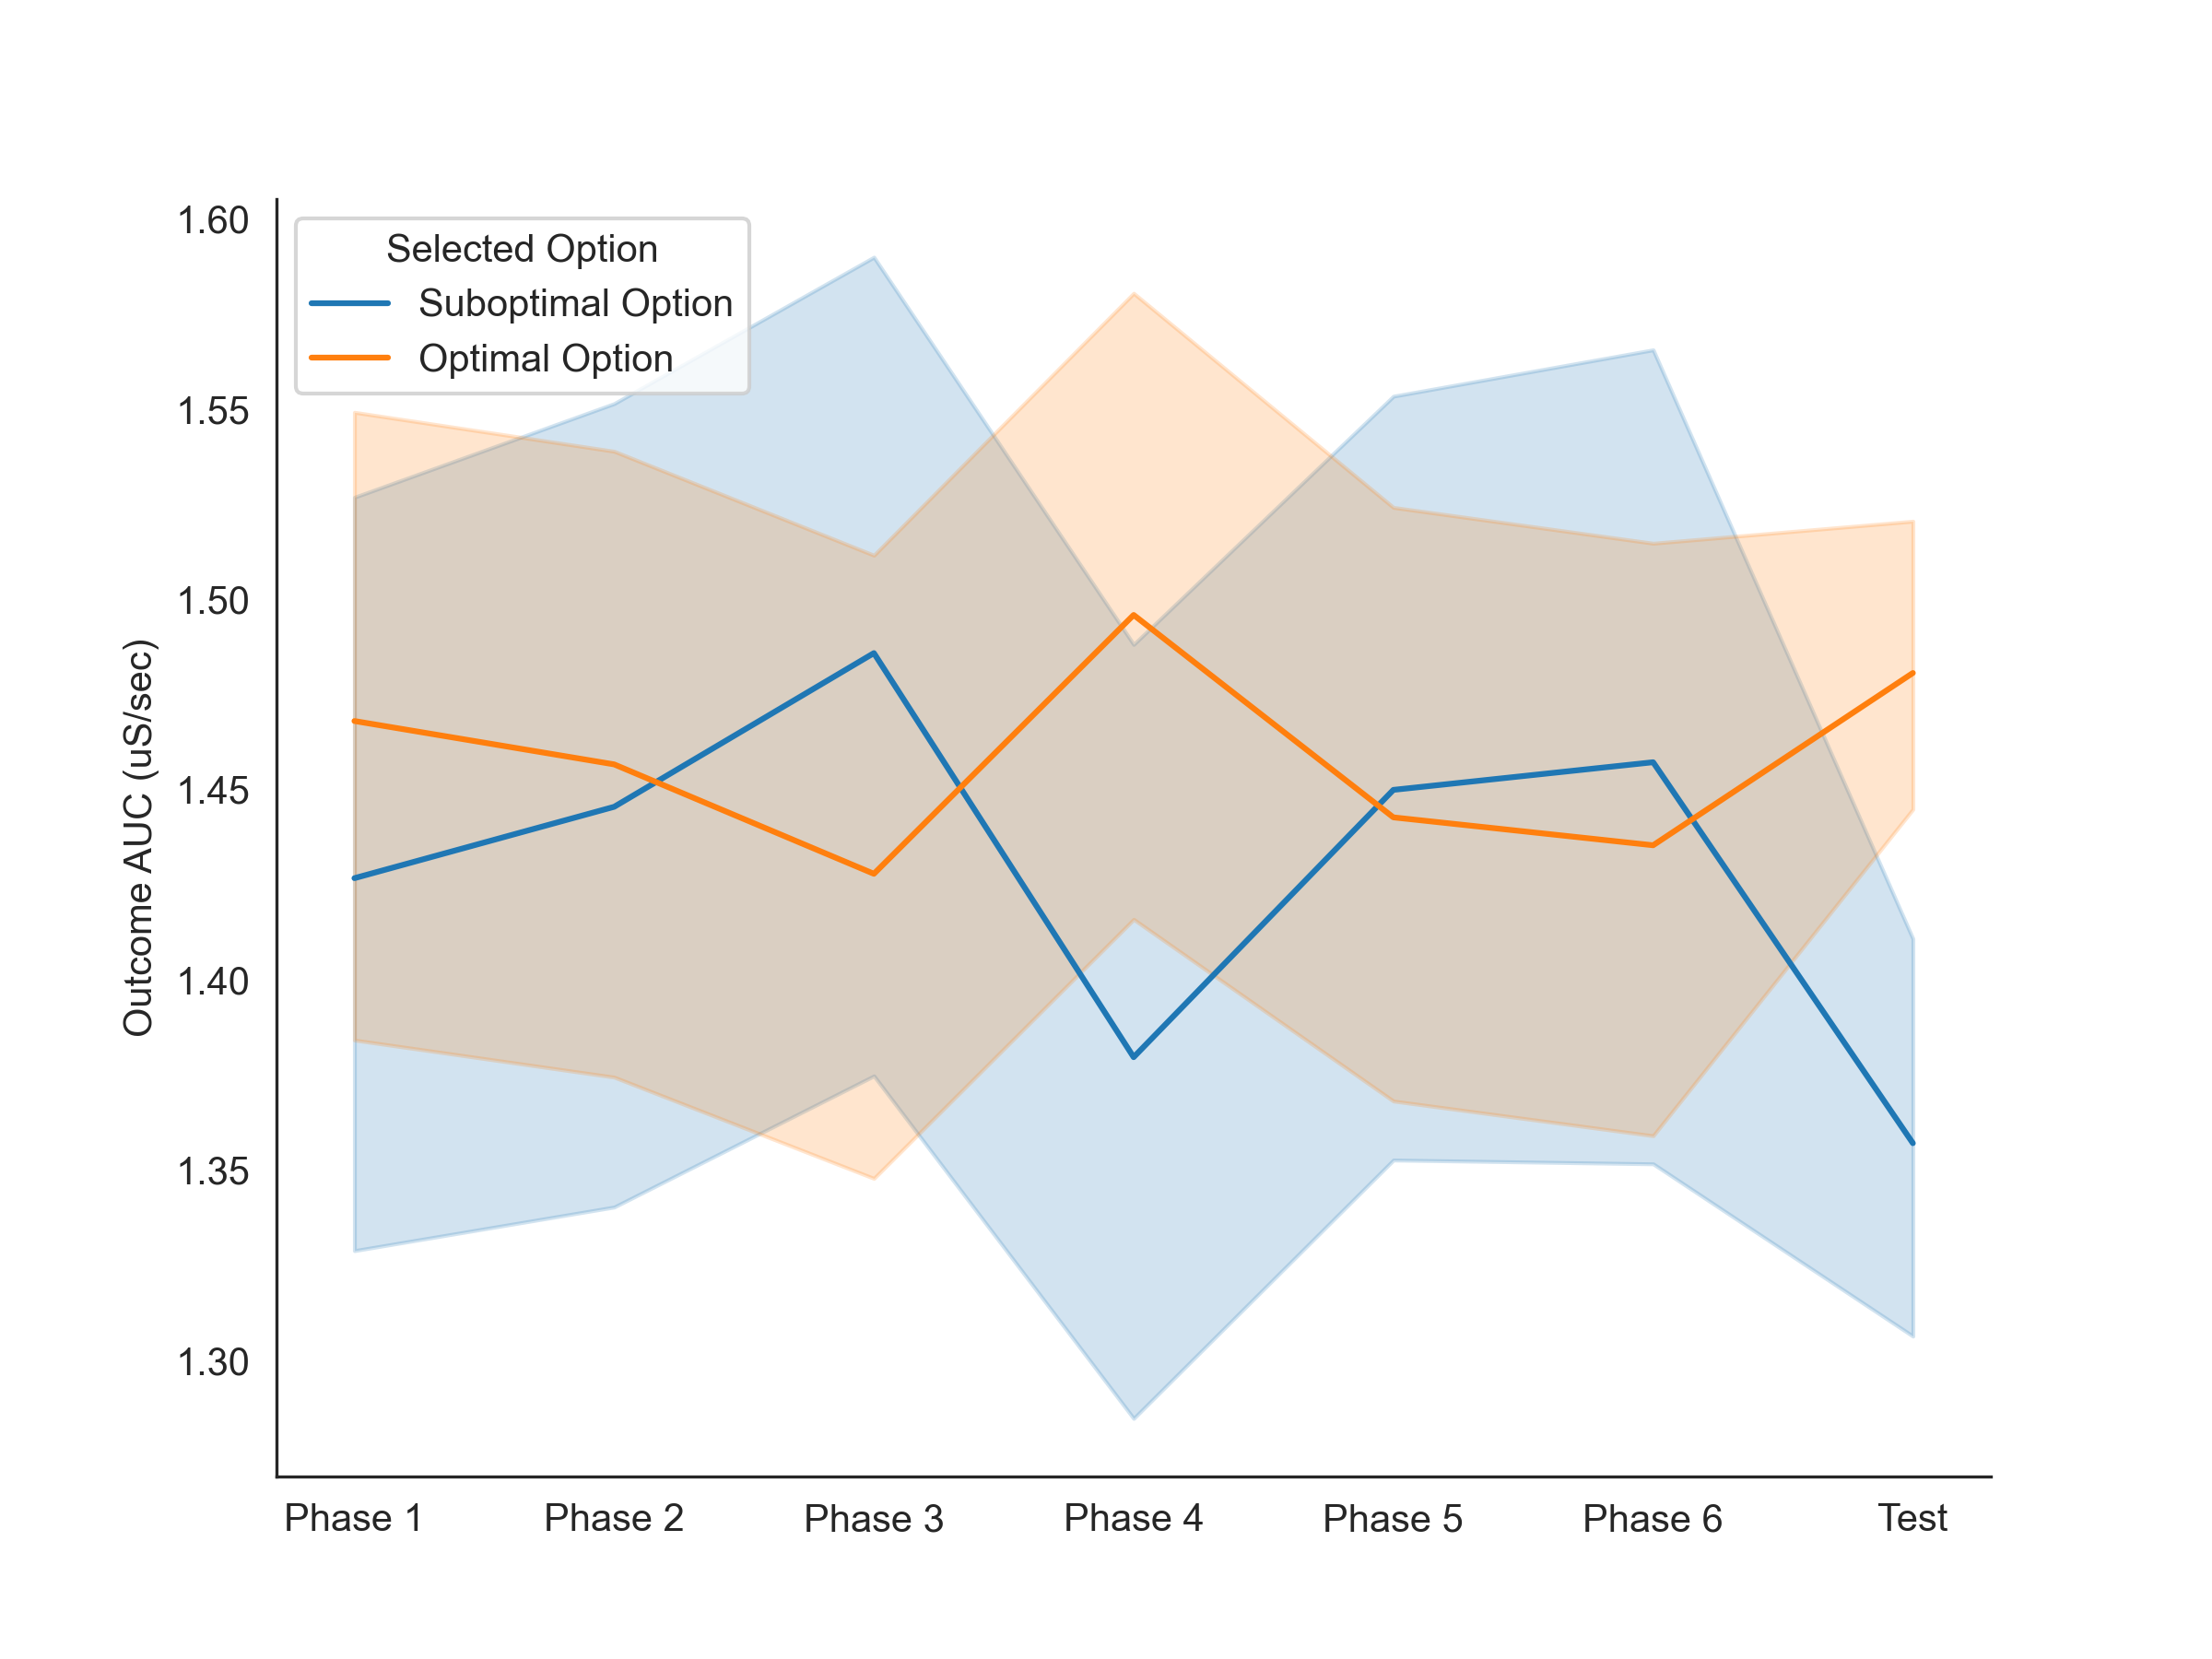 1.60
1.55
1.50
1.45
1.40
1.35
1.30
Outcome AUC (uS/sec)
Selected Option
Suboptimal Option
Optimal Option
Phase 1
Phase 2
Phase 3
Phase 4
Phase 5
Phase 6
Test